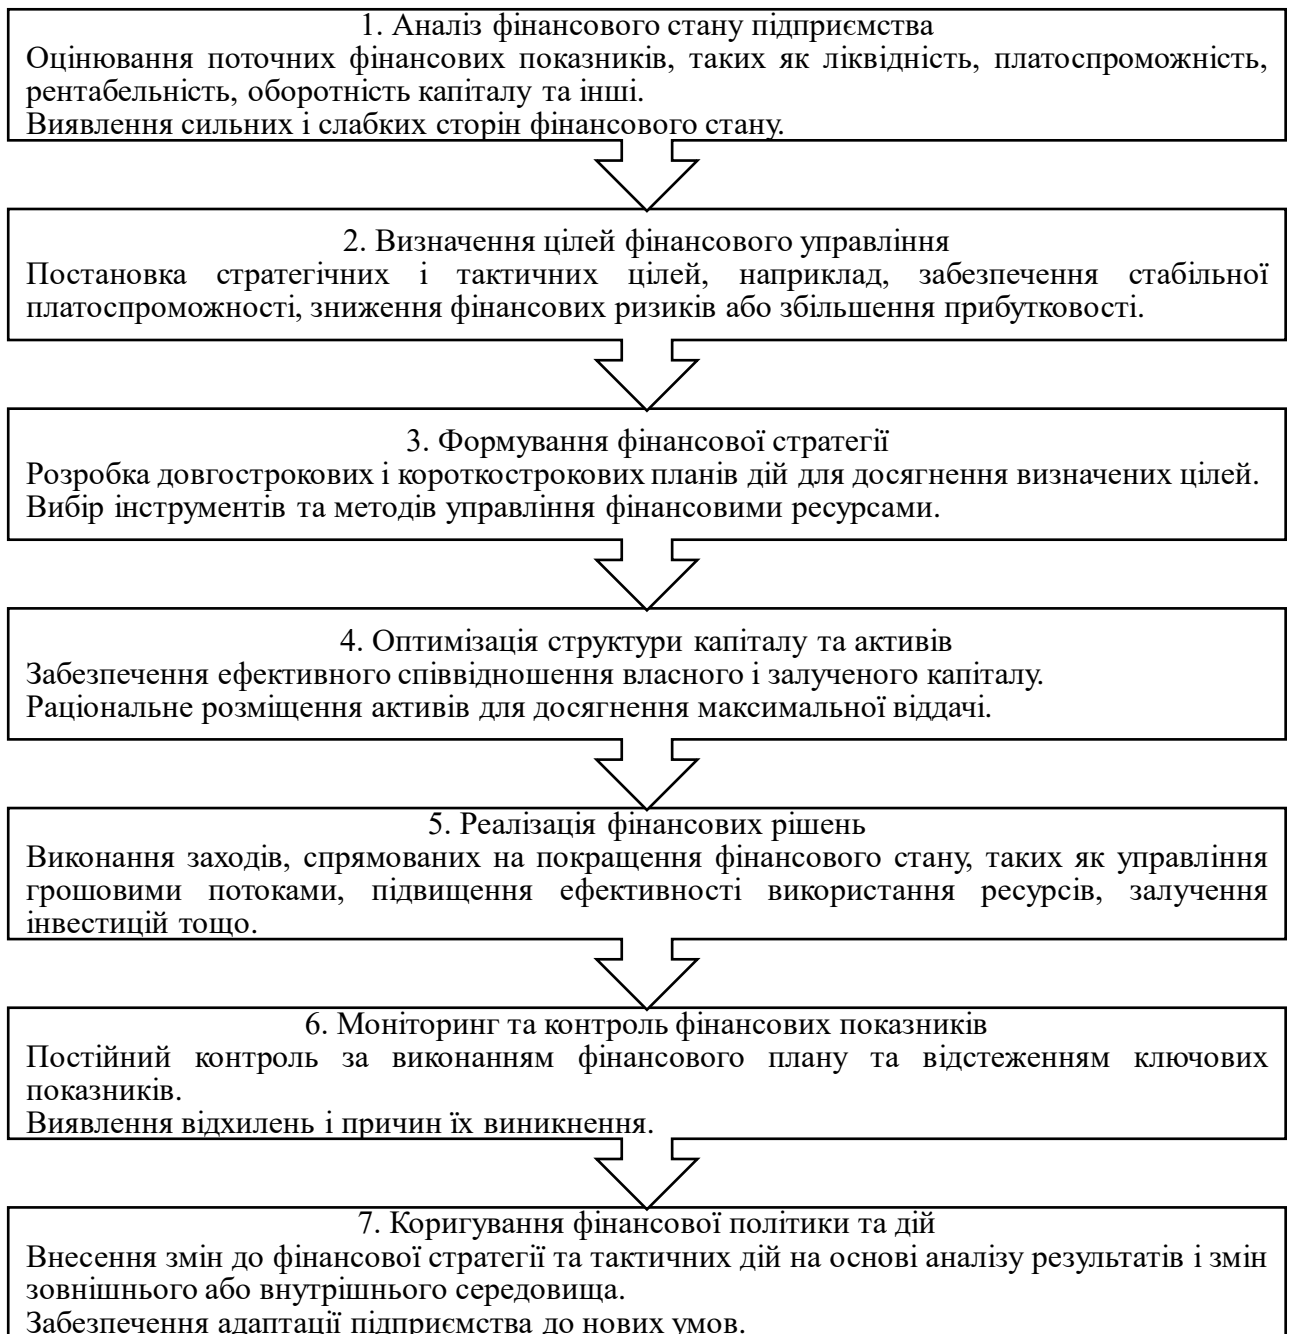 1. Аналіз фінансового стану підприємства
Оцінювання поточних фінансових показників, таких як ліквідність, платоспроможність,
рентабельність, оборотність капіталу та інші.
Виявлення сильних і слабких сторін фінансового стану.
2. Визначення цілей фінансового управління
Постановка стратегічних і тактичних цілей, наприклад, забезпечення стабільної
платоспроможності, зниження фінансових ризиків або збільшення прибутковості.
3. Формування фінансової стратегії
Розробка довгострокових і короткострокових планів дій для досягнення визначених цілей.
Вибір інструментів та методів управління фінансовими ресурсами.
4. Оптимізація структури капіталу та активів
Забезпечення ефективного співвідношення власного і залученого капіталу.
Раціональне розміщення активів для досягнення максимальної віддачі.
5. Реалізація фінансових рішень
Виконання заходів, спрямованих на покращення фінансового стану, таких як управління
грошовими потоками, підвищення ефективності використання ресурсів, залучення
інвестицій тощо.
6. Моніторинг та контроль фінансових показників
Постійний контроль за виконанням фінансового плану та відстеженням ключових
показників.
Виявлення відхилень і причин їх виникнення.
7. Коригування фінансової політики та дій
Внесення змін до фінансової стратегії та тактичних дій на основі аналізу результатів і змін
зовнішнього або внутрішнього середовища.
Забезпечення адаптації підприємства до нових умов.